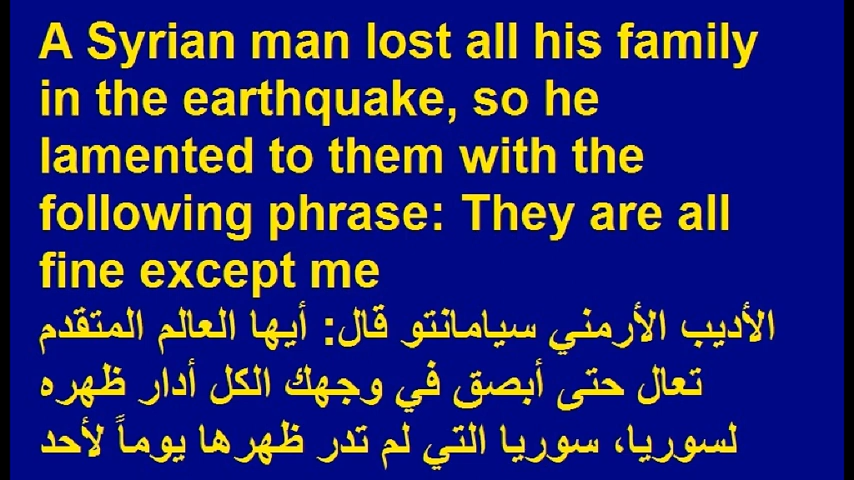 A Syrian man lost all his family
in the earthquake, so he
lamented to them with the
following phrase: They are all
fine except me
الأديب الأرمني سيامانتو قال: أيها العالم المتقدم
تعال حتى أبصق في وجهك الكل أدار ظهره
لسوريا، سوريا التي لم تدر ظهرها يوماً لأحد